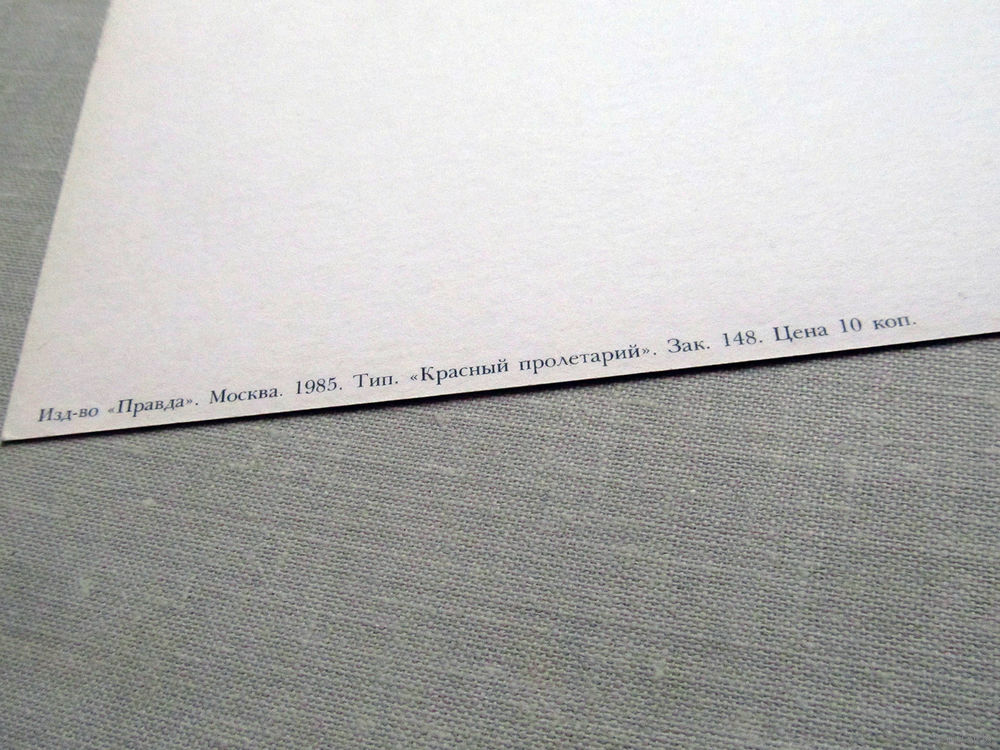 Изд-во «Правда». Москва. 1985. Тип. «Красный пролетарий». Зак. 148. Цена 10 коп.